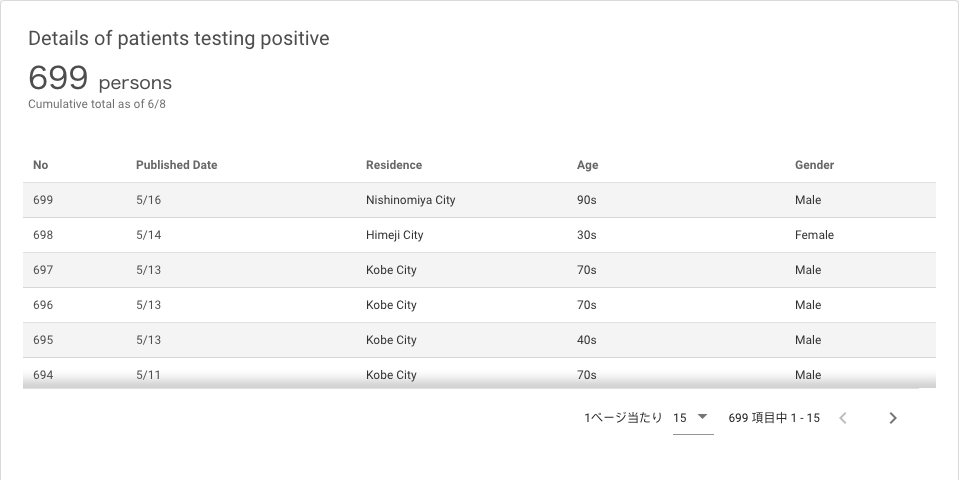 Details of patients testing positive
699 persons
Cumulative total as of 6/8
No Published Date Residence Age Gender
699 5/16 Nishinomiya City 90s Male
698 5/14 Himeji City 30s Female
697 5/13 Kobe City 70s Male
696 5/13 Kobe City 70s Male
695 5/13 Kobe City 40s Male
694 5/11 Kobe City 70s Male
1ページ当たり 15 699 項目中 1 - 15